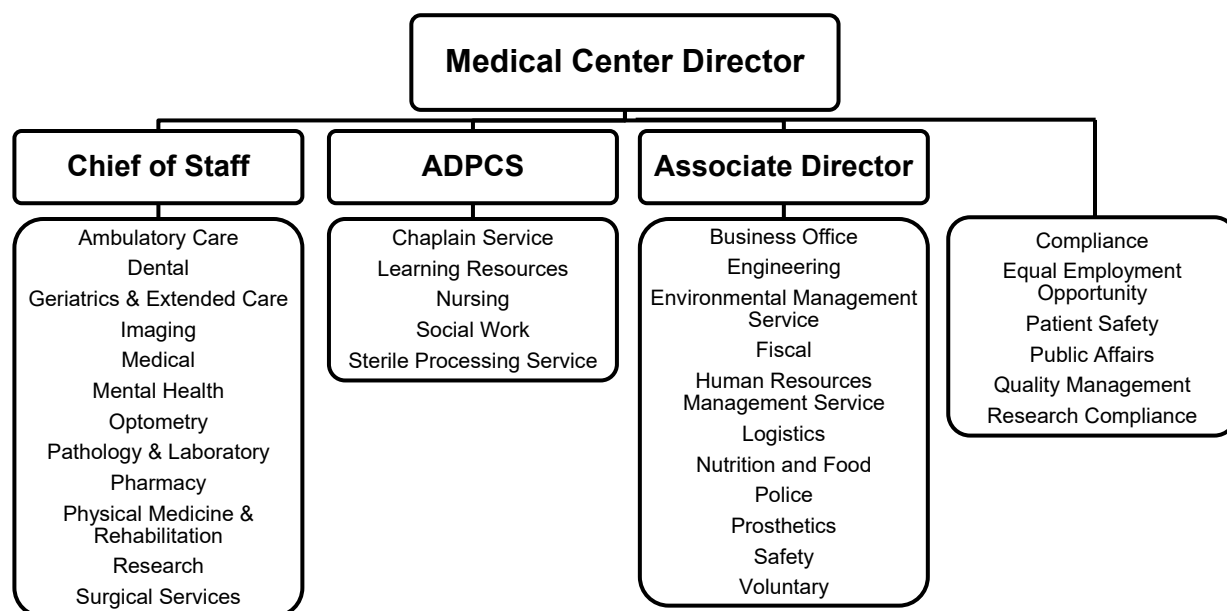 Medical Center Director
Chief of Staff
Ambulatory Care
Dental
Geriatrics & Extended Care
Imaging
Medical
Mental Health
Optometry
Pathology & Laboratory
Pharmacy
Physical Medicine &
Rehabilitation
Research
Surgical Services
ADPCS
Chaplain Service
Learning Resources
Nursing
Social Work
Sterile Processing Service
Associate Director
Business Office
Engineering
Environmental Management
Service
Fiscal
Human Resources
Management Service
Logistics
Nutrition and Food
Police
Prosthetics
Safety
Voluntary
Compliance
Equal Employment
Opportunity
Patient Safety
Public Affairs
Quality Management
Research Compliance